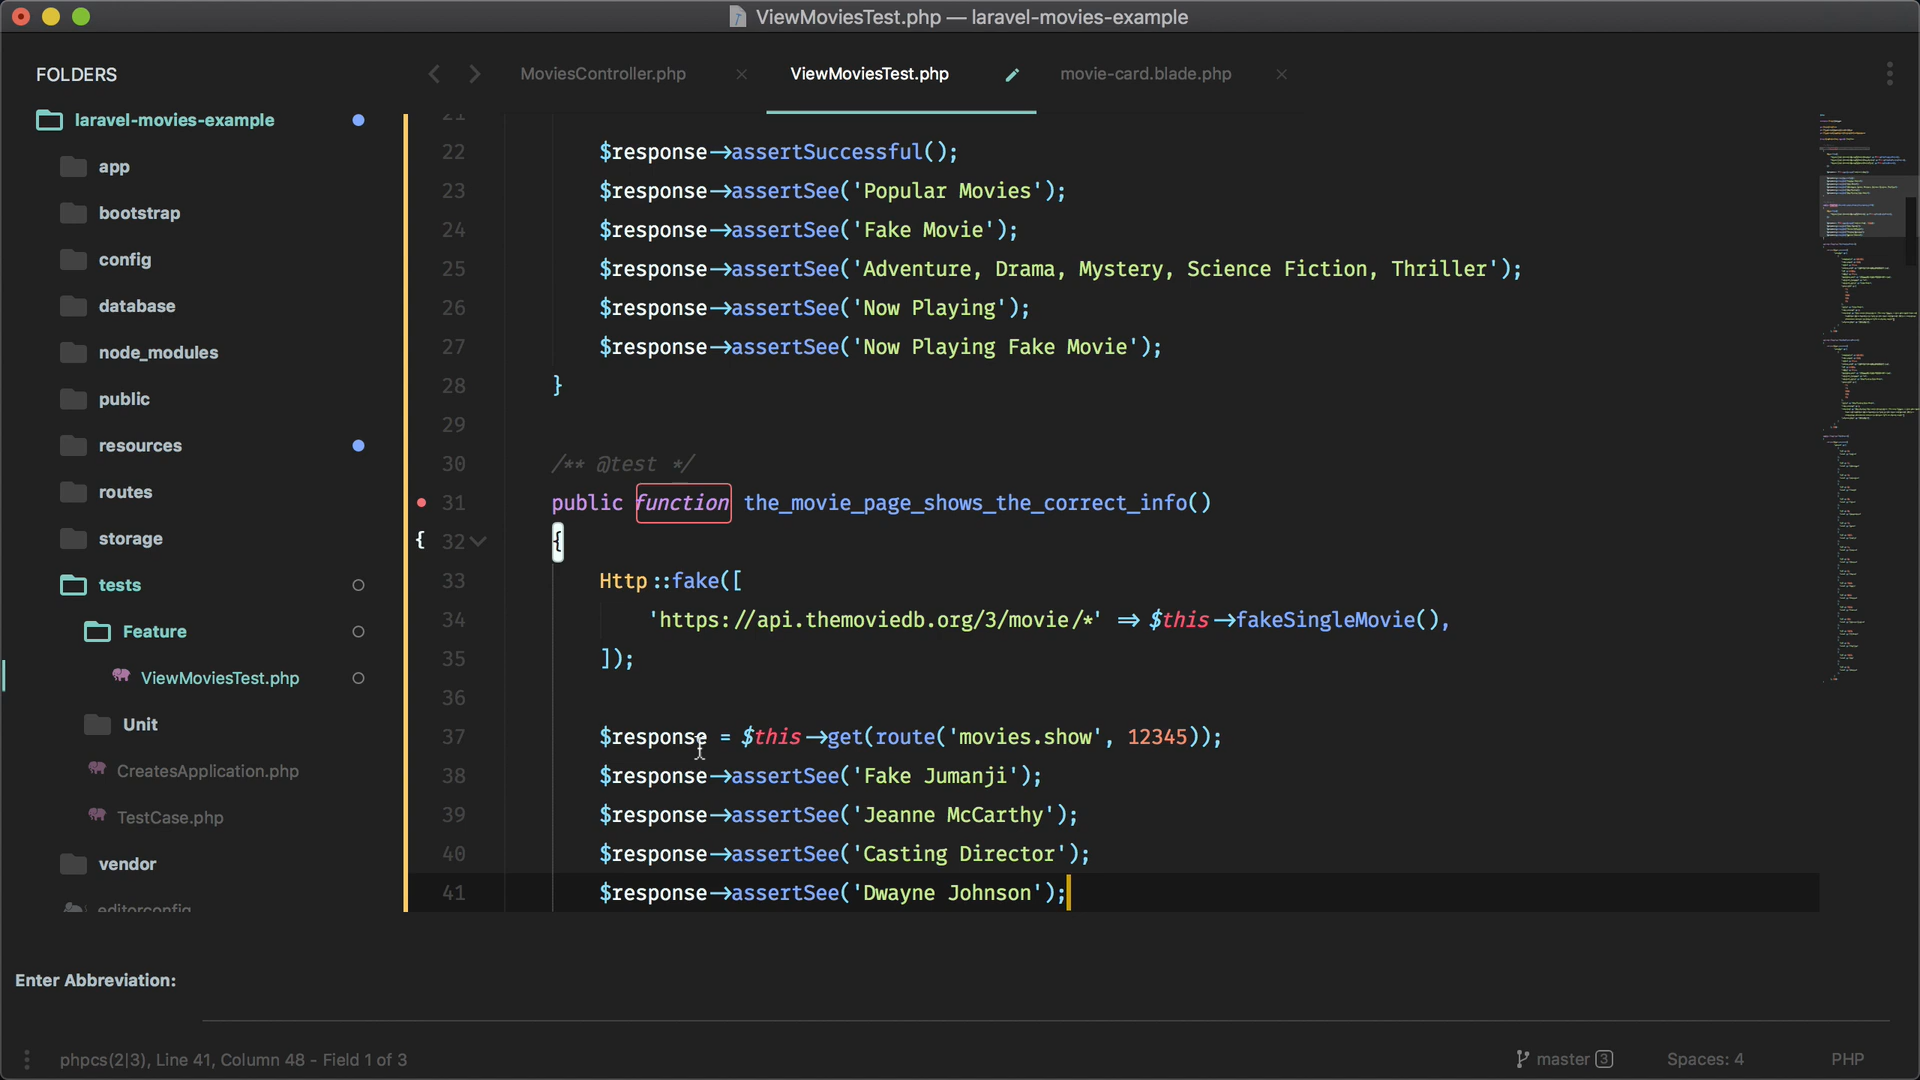 ViewMoviesTest.php — laravel-movies-example
FOLDERS
laravel-movies-example
app
bootstrap
config
database
node_modules
public
resources
routes
storage
tests
Feature
ViewMoviesTest.php
Unit
CreatesApplication.php
TestCase.php
vendor
editorconfig
MoviesController.php
ViewMoviesTest.php
movie-card.blade.php
21
22 $response→assertSuccessful();
23 $response→assertSee('Popular Movies');
24 $response→assertSee('Fake Movie');
25 $response→assertSee('Adventure, Drama, Mystery, Science Fiction, Thriller');
26 $response→assertSee('Now Playing');
27 $response→assertSee('Now Playing Fake Movie');
28 }
29
30 /** @test */
31 public function the_movie_page_shows_the_correct_info()
{ 32 {
33 Http::fake([
34 'https://api.themoviedb.org/3/movie/*' ⇒ $this→fakeSingleMovie(),
35 ]);
36
37 $response = $this→get(route('movies.show', 12345));
38 $response→assertSee('Fake Jumanji');
39 $response→assertSee('Jeanne McCarthy');
40 $response→assertSee('Casting Director');
41 $response→assertSee('Dwayne Johnson');
Enter Abbreviation:
phpcs(2|3), Line 41, Column 48 - Field 1 of 3
master 3
Spaces: 4
PHP